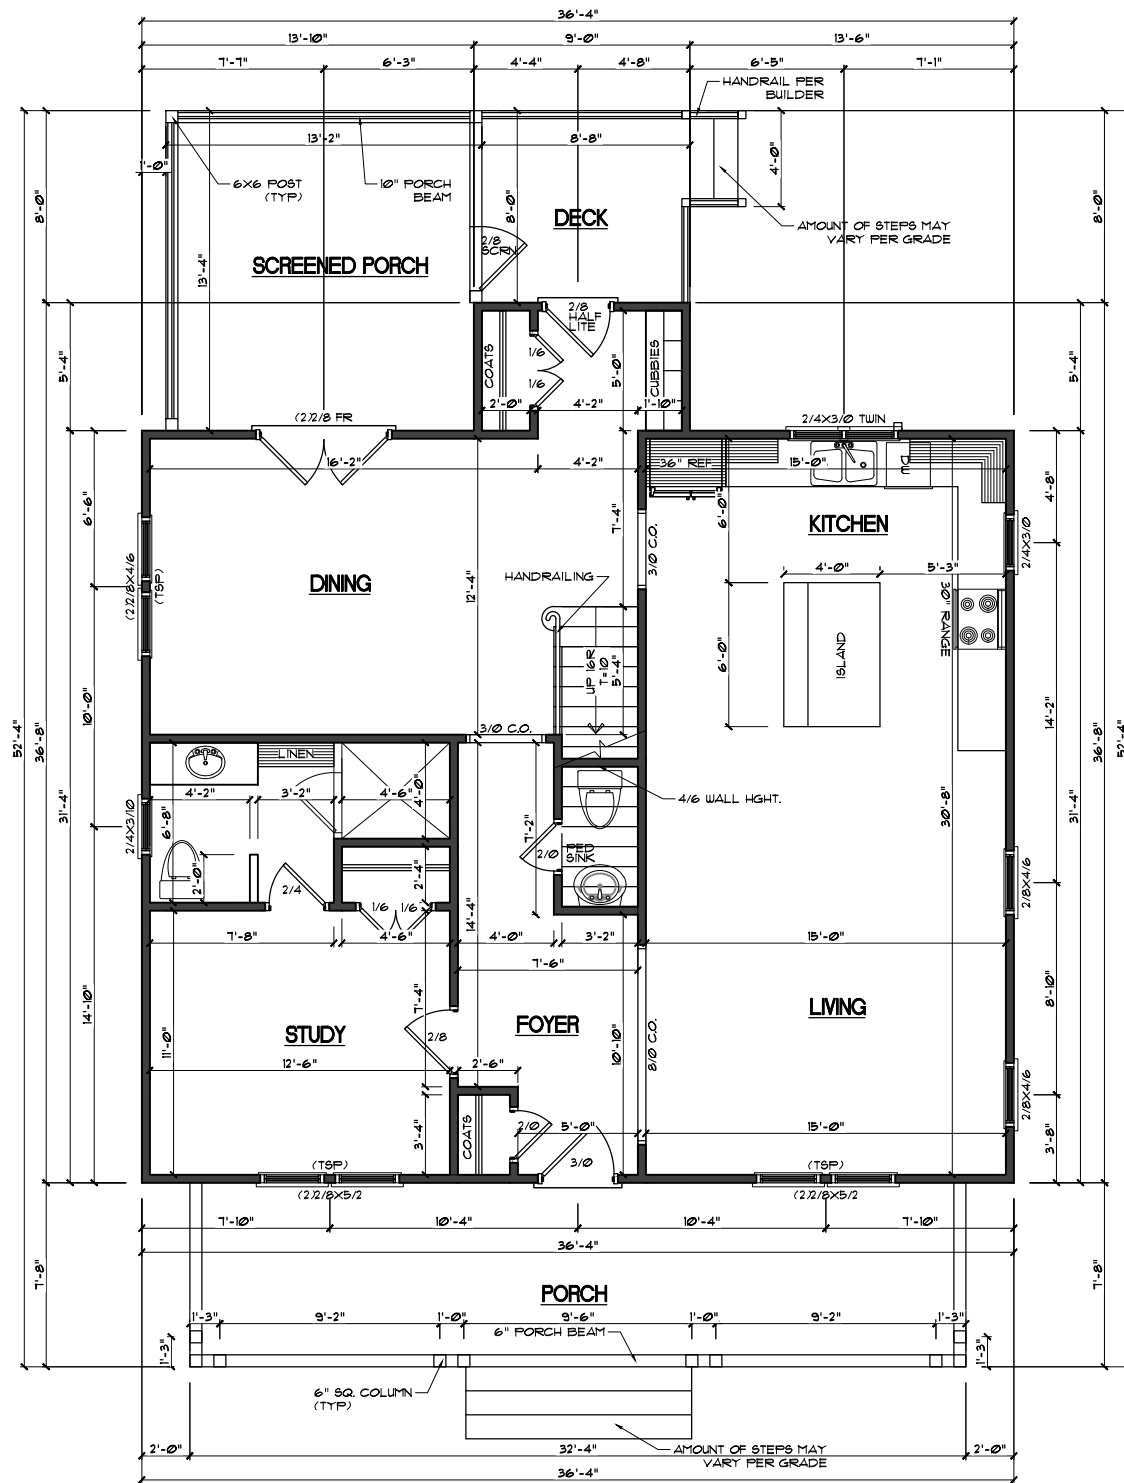 36'-4"
13'-10"
9'-0"
13'-6"
7'-7"
6'-3"
4'-4"
4'-8"
6'-5"
7'-1"
HANDRAIL PER
BUILDER
13'-2"
8'-8"
1'-0"
6X6 POST
(TYP)
10" PORCH
BEAM
4'-0"
8'-0"
8'-0"
8'-0"
DECK
AMOUNT OF STEPS MAY
VARY PER GRADE
2/8
SCRN
SCREENED PORCH
13'-4"
2/8
HALF
LITE
COATS
1/6
1/6
5'-0"
CUBBIES
5'-4"
5'-4"
2'-0"
4'-2"
1'-10"
(2)2/8 FR
2/4X3/0 TWIN
16'-2"
4'-2"
36" REF
15'-0"
DW
6'-6"
4'-8"
6'-0"
7'-4"
KITCHEN
3/0 C.O.
2/4X3/0
(2)2/8X4/6
(TSP)
DINING
12'-4"
HANDRAILING
4'-0"
5'-3"
30" RANGE
ISLAND
6'-0"
UP 16R
T=10
5'-4"
10'-0"
14'-2"
52'-4"
36'-8"
31'-4"
31'-4"
36'-8"
52'-4"
3/0 C.O.
LINEN
4'-2"
3'-2"
4'-6"
4'-0"
4/6 WALL HGHT.
30'-8"
2/4X3/10
6'-8"
7'-2"
2/0
PED
SINK
2'-0"
2/4
2'-4"
1/6
1/6
14'-4"
2/8X4/6
7'-8"
4'-6"
4'-0"
3'-2"
15'-0"
7'-6"
14'-10"
7'-4"
8'-10"
LIVING
STUDY
FOYER
11'-0"
2/8
10'-10"
8/0 C.O.
12'-6"
2'-6"
2/8X4/6
COATS
2/0
5'-0"
15'-0"
3'-4"
3'-8"
3/0
(TSP)
(TSP)
(2)2/8X5/2
(2)2/8X5/2
7'-10"
10'-4"
10'-4"
7'-10"
36'-4"
7'-8"
7'-8"
PORCH
1'-3"
9'-2"
1'-0"
9'-6"
1'-0"
9'-2"
1'-3"
6" PORCH BEAM
1'-3"
1'-3"
6" SQ. COLUMN
(TYP)
2'-0"
32'-4"
AMOUNT OF STEPS MAY
VARY PER GRADE
2'-0"
36'-4"